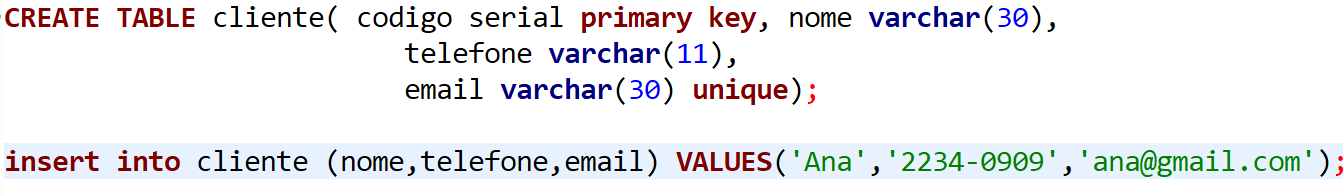 CREATE TABLE cliente( codigo serial primary key, nome varchar(30),
telefone varchar(11),
email varchar(30) unique);
insert into cliente (nome,telefone,email) VALUES('Ana','2234-0909','ana@gmail.com');